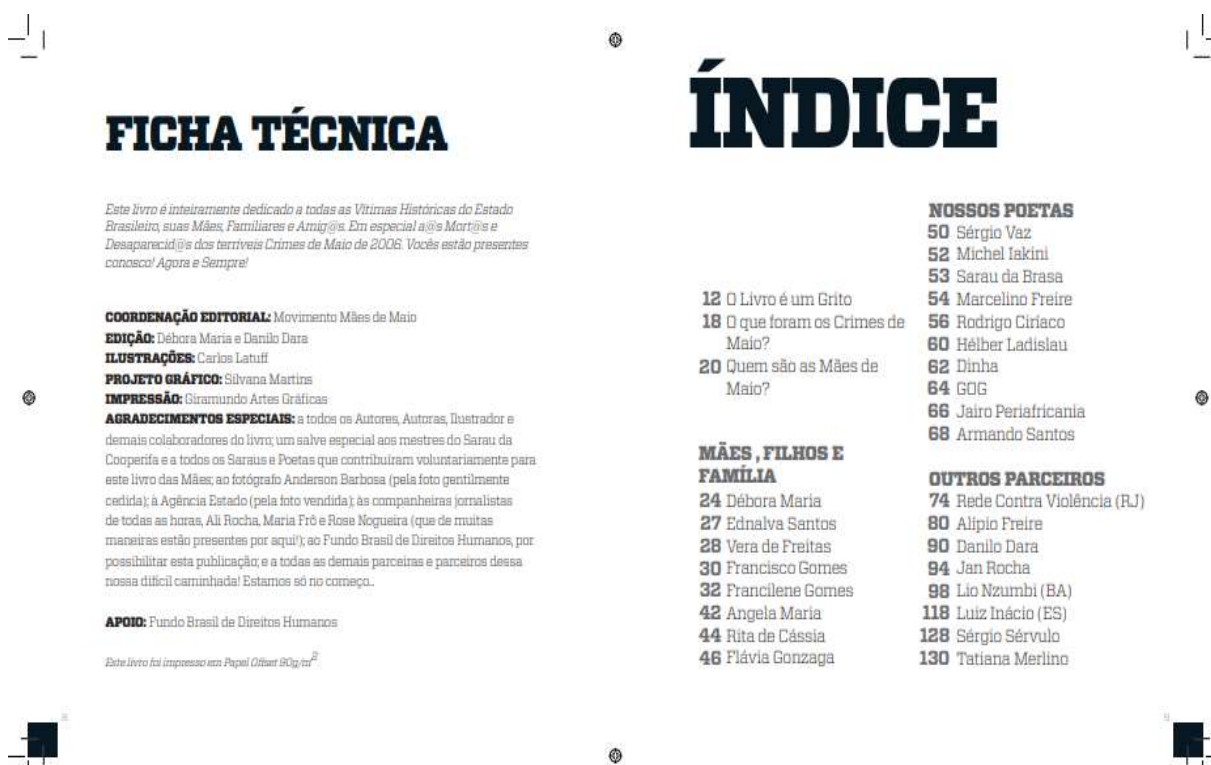 FICHA TÉCNICA
Este livro é inteiramente dedicado a todas as Vítimas Históricas do Estado
Brasileiro, suas Mães, Familiares e Amig@s. Em especial a@s Mort@s e
Desaparecid@s dos terríveis Crimes de Maio de 2006. Vocês estão presentes
conosco! Agora e Sempre!
COORDENAÇÃO EDITORIAL: Movimento Mães de Maio
EDIÇÃO: Débora Maria e Danilo Dara
ILUSTRAÇÕES: Carlos Latuff
PROJETO GRÁFICO: Silvana Martins
IMPRESSÃO: Giramundo Artes Gráficas
AGRADECIMENTOS ESPECIAIS: a todos os Autores, Autoras, Ilustrador e
demais colaboradores do livro; um salve especial aos mestres do Sarau da
Cooperifa e a todos os Saraus e Poetas que contribuíram voluntariamente para
este livro das Mães; ao fotógrafo Anderson Barbosa (pela foto gentilmente
cedida); à Agência Estado (pela foto vendida); às companheiras jornalistas
de todas as horas, Ali Rocha, Maria Frô e Rose Nogueira (que de muitas
maneiras estão presentes por aqui!); ao Fundo Brasil de Direitos Humanos, por
possibilitar esta publicação; e a todas as demais parceiras e parceiros dessa
nossa difícil caminhada! Estamos só no começo...
APOIO: Fundo Brasil de Direitos Humanos
Este livro foi impresso em Papel Offset 90g/m²
ÍNDICE
12 O Livro é um Grito
18 O que foram os Crimes de
Maio?
20 Quem são as Mães de
Maio?
MÃES , FILHOS E
FAMÍLIA
24 Débora Maria
27 Ednalva Santos
28 Vera de Freitas
30 Francisco Gomes
32 Francilene Gomes
42 Angela Maria
44 Rita de Cássia
46 Flávia Gonzaga
NOSSOS POETAS
50 Sérgio Vaz
52 Michel Iakini
53 Sarau da Brasa
54 Marcelino Freire
56 Rodrigo Ciríaco
60 Hélber Ladislau
62 Dinha
64 GOG
66 Jairo Periafricania
68 Armando Santos
OUTROS PARCEIROS
74 Rede Contra Violência (RJ)
80 Alípio Freire
90 Danilo Dara
94 Jan Rocha
98 Lio Nzumbi (BA)
118 Luiz Inácio (ES)
128 Sérgio Sérvulo
130 Tatiana Merlino